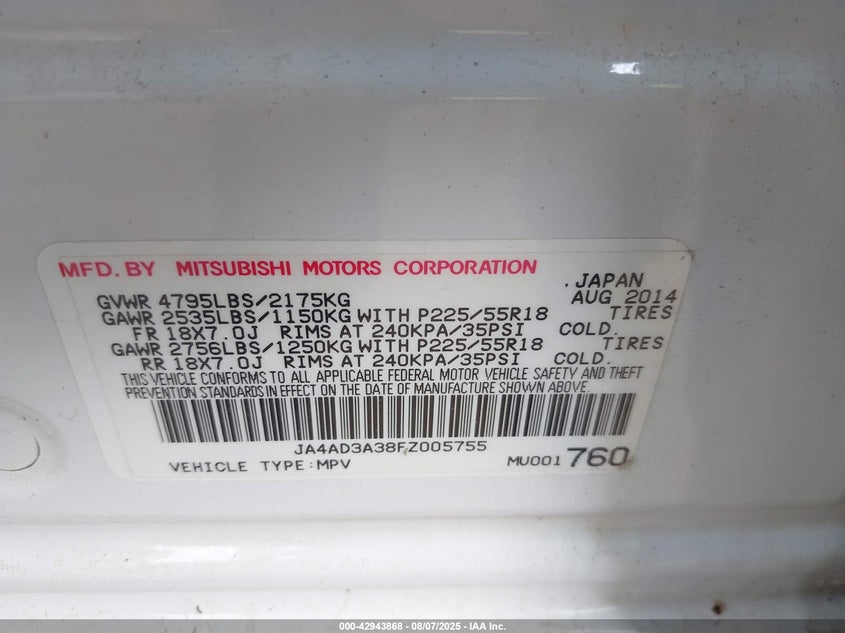 MFD. BY MITSUBISHI MOTORS CORPORATION
. JAPAN
GVWR 4795LBS/2175KG AUG 2014
GAWR 2535LBS/1150KG WITH P225/55R18 TIRES
FR 18X7.0J RIMS AT 240KPA/35PSI COLD.
GAWR 2756LBS/1250KG WITH P225/55R18 TIRES
RR 18X7.0J RIMS AT 240KPA/35PSI COLD.
THIS VEHICLE CONFORMS TO ALL APPLICABLE FEDERAL MOTOR VEHICLE SAFETY AND THEFT
PREVENTION STANDARDS IN EFFECT ON THE DATE OF MANUFACTURE SHOWN ABOVE.
JA4AD3A38FZ005755
VEHICLE TYPE:MPV MU001 760
000-42943868 - 08/07/2025 - IAA Inc.